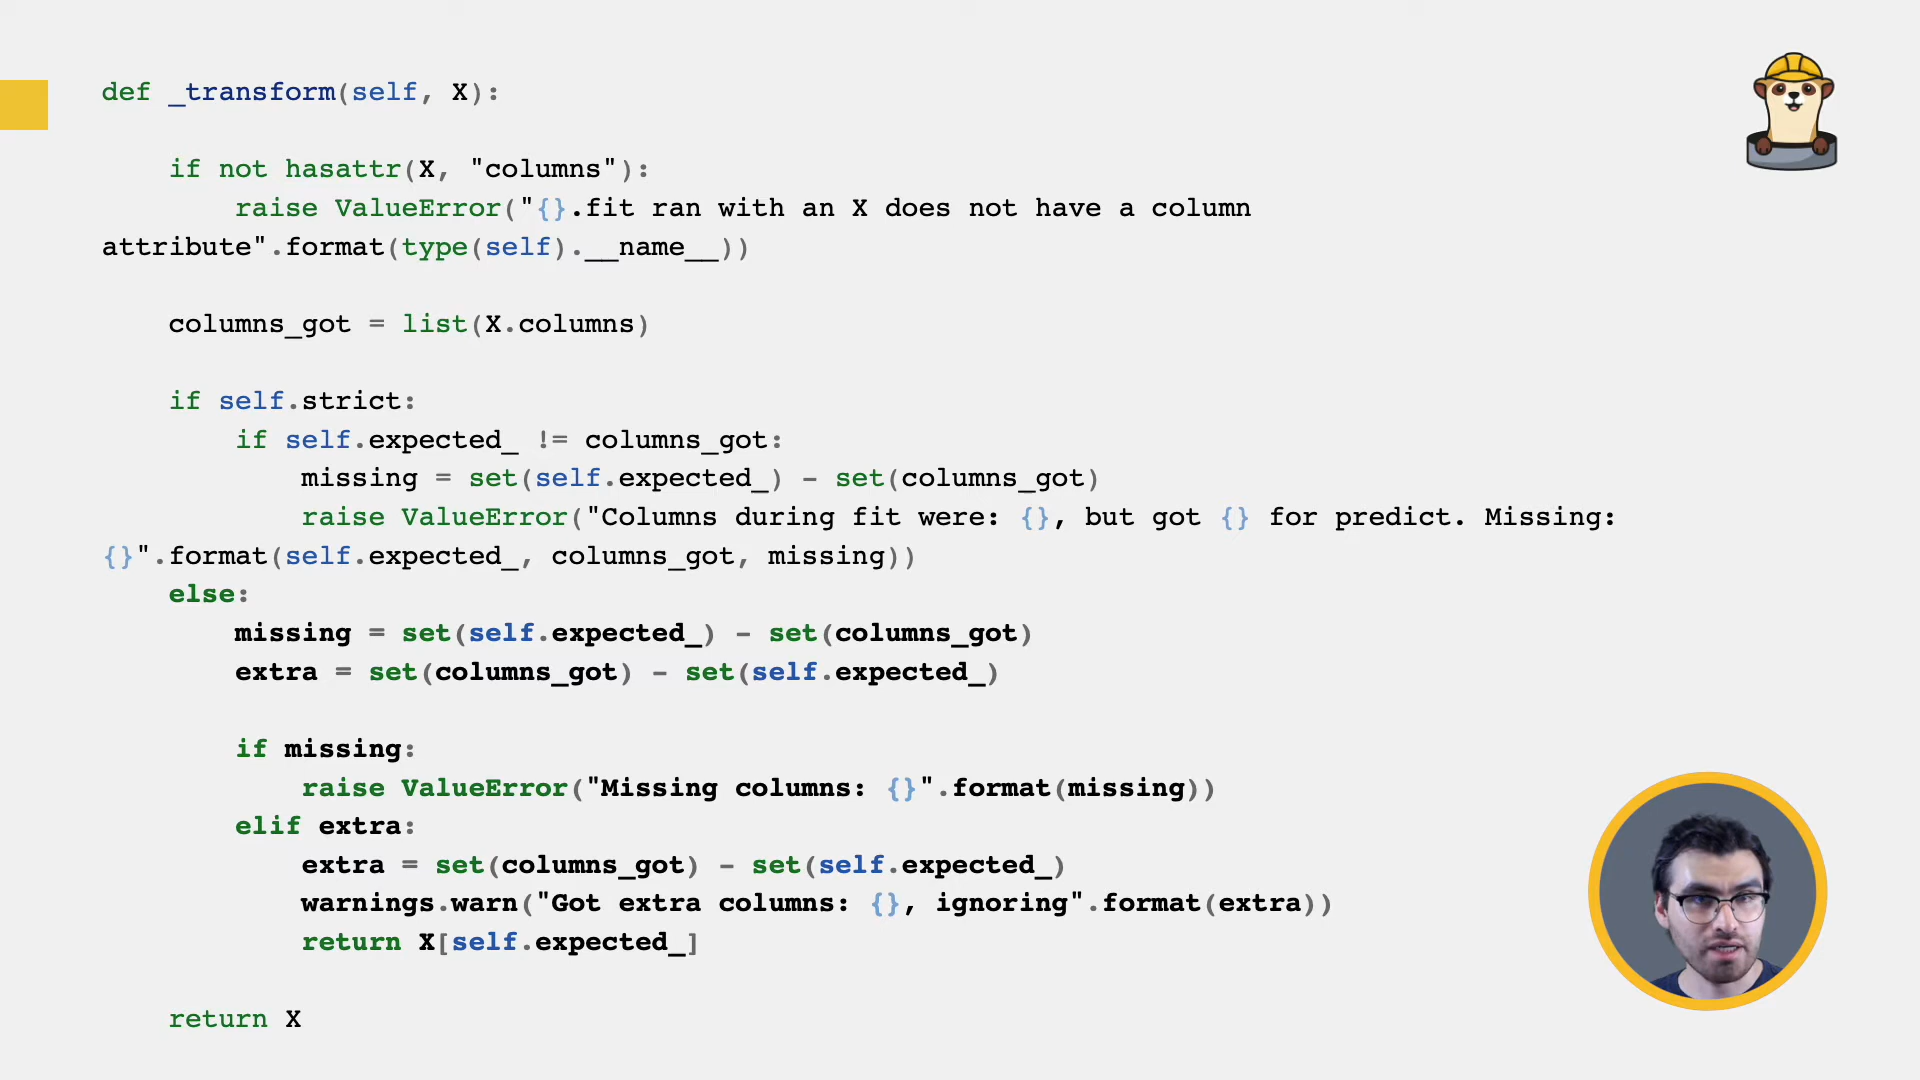 def _transform(self, X):
if not hasattr(X, "columns"):
raise ValueError("{}.fit ran with an X does not have a column
attribute".format(type(self).__name__))
columns_got = list(X.columns)
if self.strict:
if self.expected_ != columns_got:
missing = set(self.expected_) - set(columns_got)
raise ValueError("Columns during fit were: {}, but got {} for predict. Missing:
{}".format(self.expected_, columns_got, missing))
else:
missing = set(self.expected_) - set(columns_got)
extra = set(columns_got) - set(self.expected_)
if missing:
raise ValueError("Missing columns: {}".format(missing))
elif extra:
extra = set(columns_got) - set(self.expected_)
warnings.warn("Got extra columns: {}, ignoring".format(extra))
return X[self.expected_]
return X